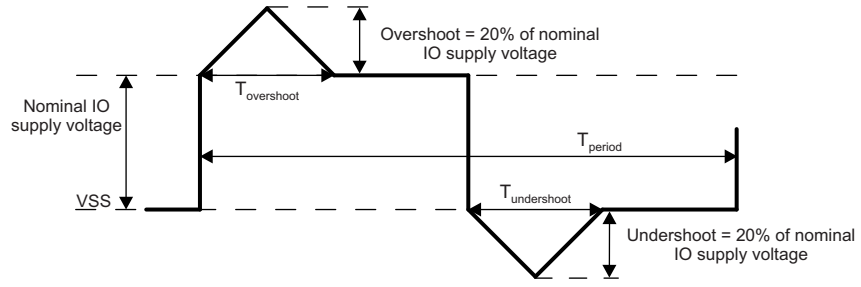 Overshoot = 20% of nominal
IO supply voltage
Nominal IO
supply voltage
Tovershoot
Tperiod
VSS
Tundershoot
Undershoot = 20% of nominal
IO supply voltage